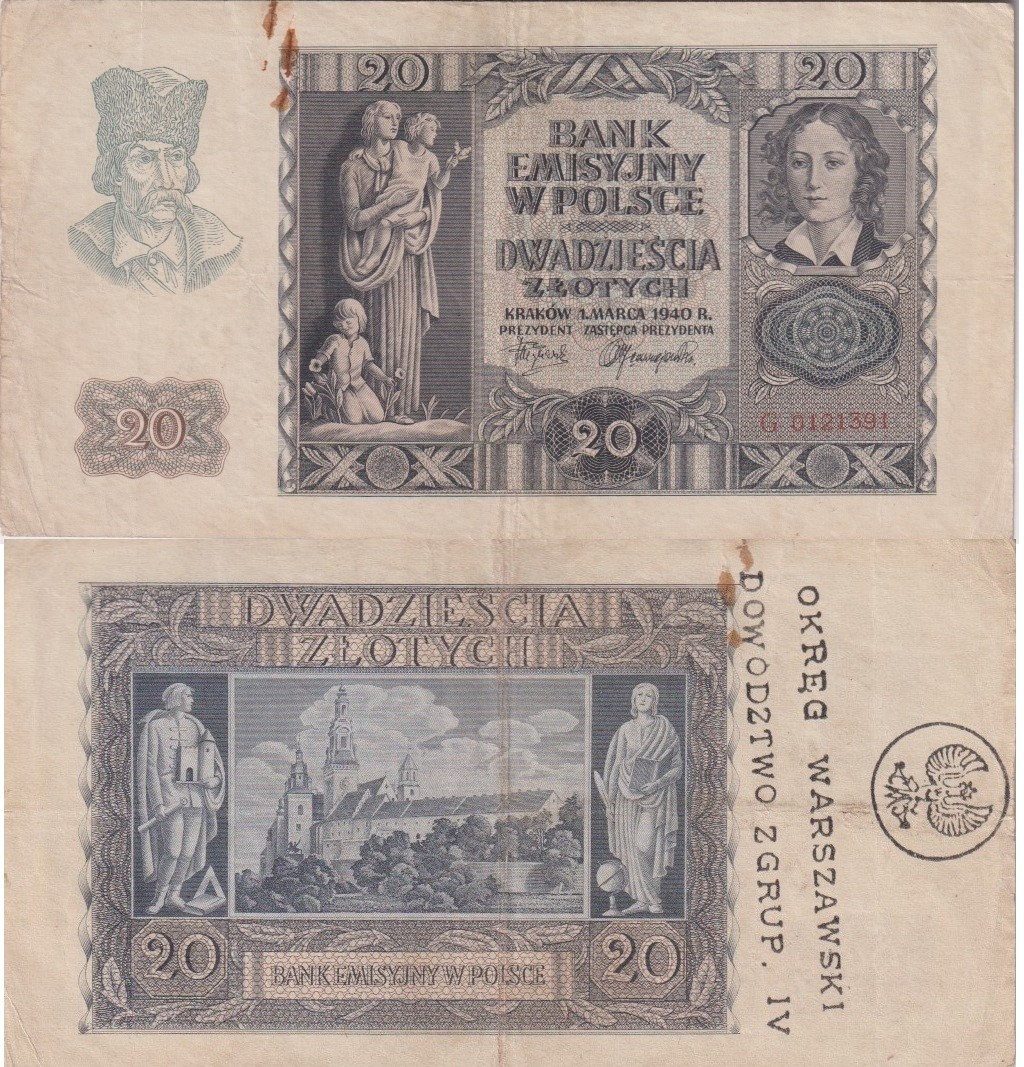 20
20
BANK
EMISYJNY
W POLSCE
DWADZIEŚCIA
ZŁOTYCH
KRAKÓW 1. MARCA 1940 R.
PREZYDENT ZASTĘPCA PREZYDENTA
20
20
G 0121391
DWADZIEŚCIA
ZŁOTYCH
20
BANK EMISYJNY W POLSCE
20
OKRĘG WARSZAWSKI
DOWÓDZTWO ZGRUP. IV